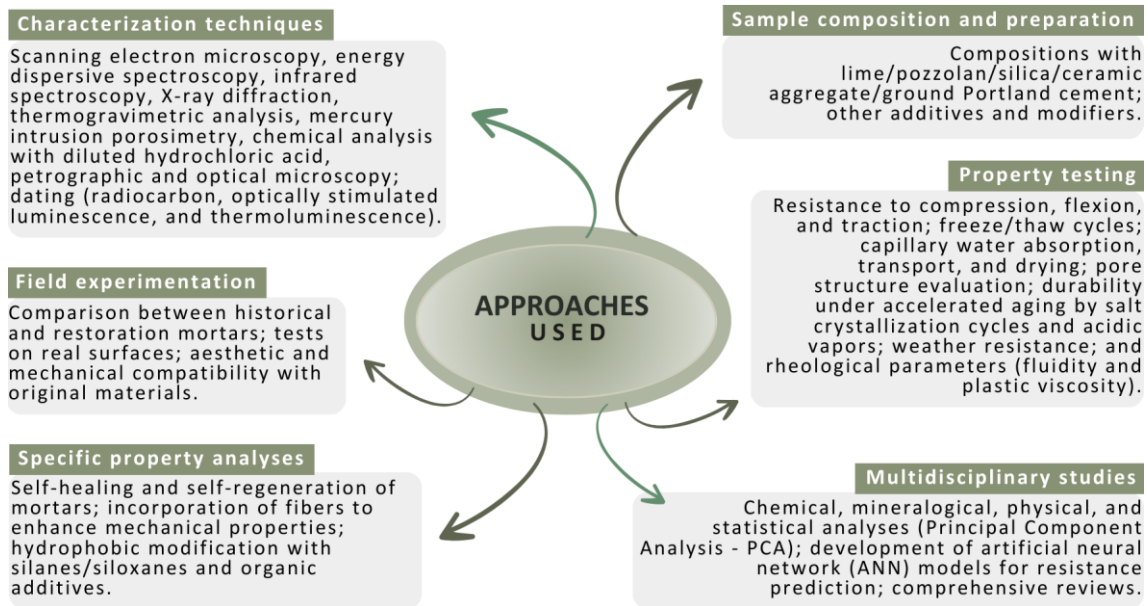 Characterization techniques
Scanning electron microscopy, energy
dispersive spectroscopy, infrared
spectroscopy, X-ray diffraction,
thermogravimetric analysis, mercury
intrusion porosimetry, chemical analysis
with diluted hydrochloric acid,
petrographic and optical microscopy;
dating (radiocarbon, optically stimulated
luminescence, and thermoluminescence).
Sample composition and preparation
Compositions with
lime/pozzolan/silica/ceramic
aggregate/ground Portland cement;
other additives and modifiers.
Property testing
Resistance to compression, flexion,
and traction; freeze/thaw cycles;
capillary water absorption,
transport, and drying; pore
structure evaluation; durability
under accelerated aging by salt
crystallization cycles and acidic
vapors; weather resistance; and
rheological parameters (fluidity and
plastic viscosity).
APPROACHES
USED
Field experimentation
Comparison between historical
and restoration mortars; tests
on real surfaces; aesthetic and
mechanical compatibility with
original materials.
Specific property analyses
Self-healing and self-regeneration of
mortars; incorporation of fibers to
enhance mechanical properties;
hydrophobic modification with
silanes/siloxanes and organic
additives.
Multidisciplinary studies
Chemical, mineralogical, physical, and
statistical analyses (Principal Component
Analysis - PCA); development of artificial neural
network (ANN) models for resistance
prediction; comprehensive reviews.